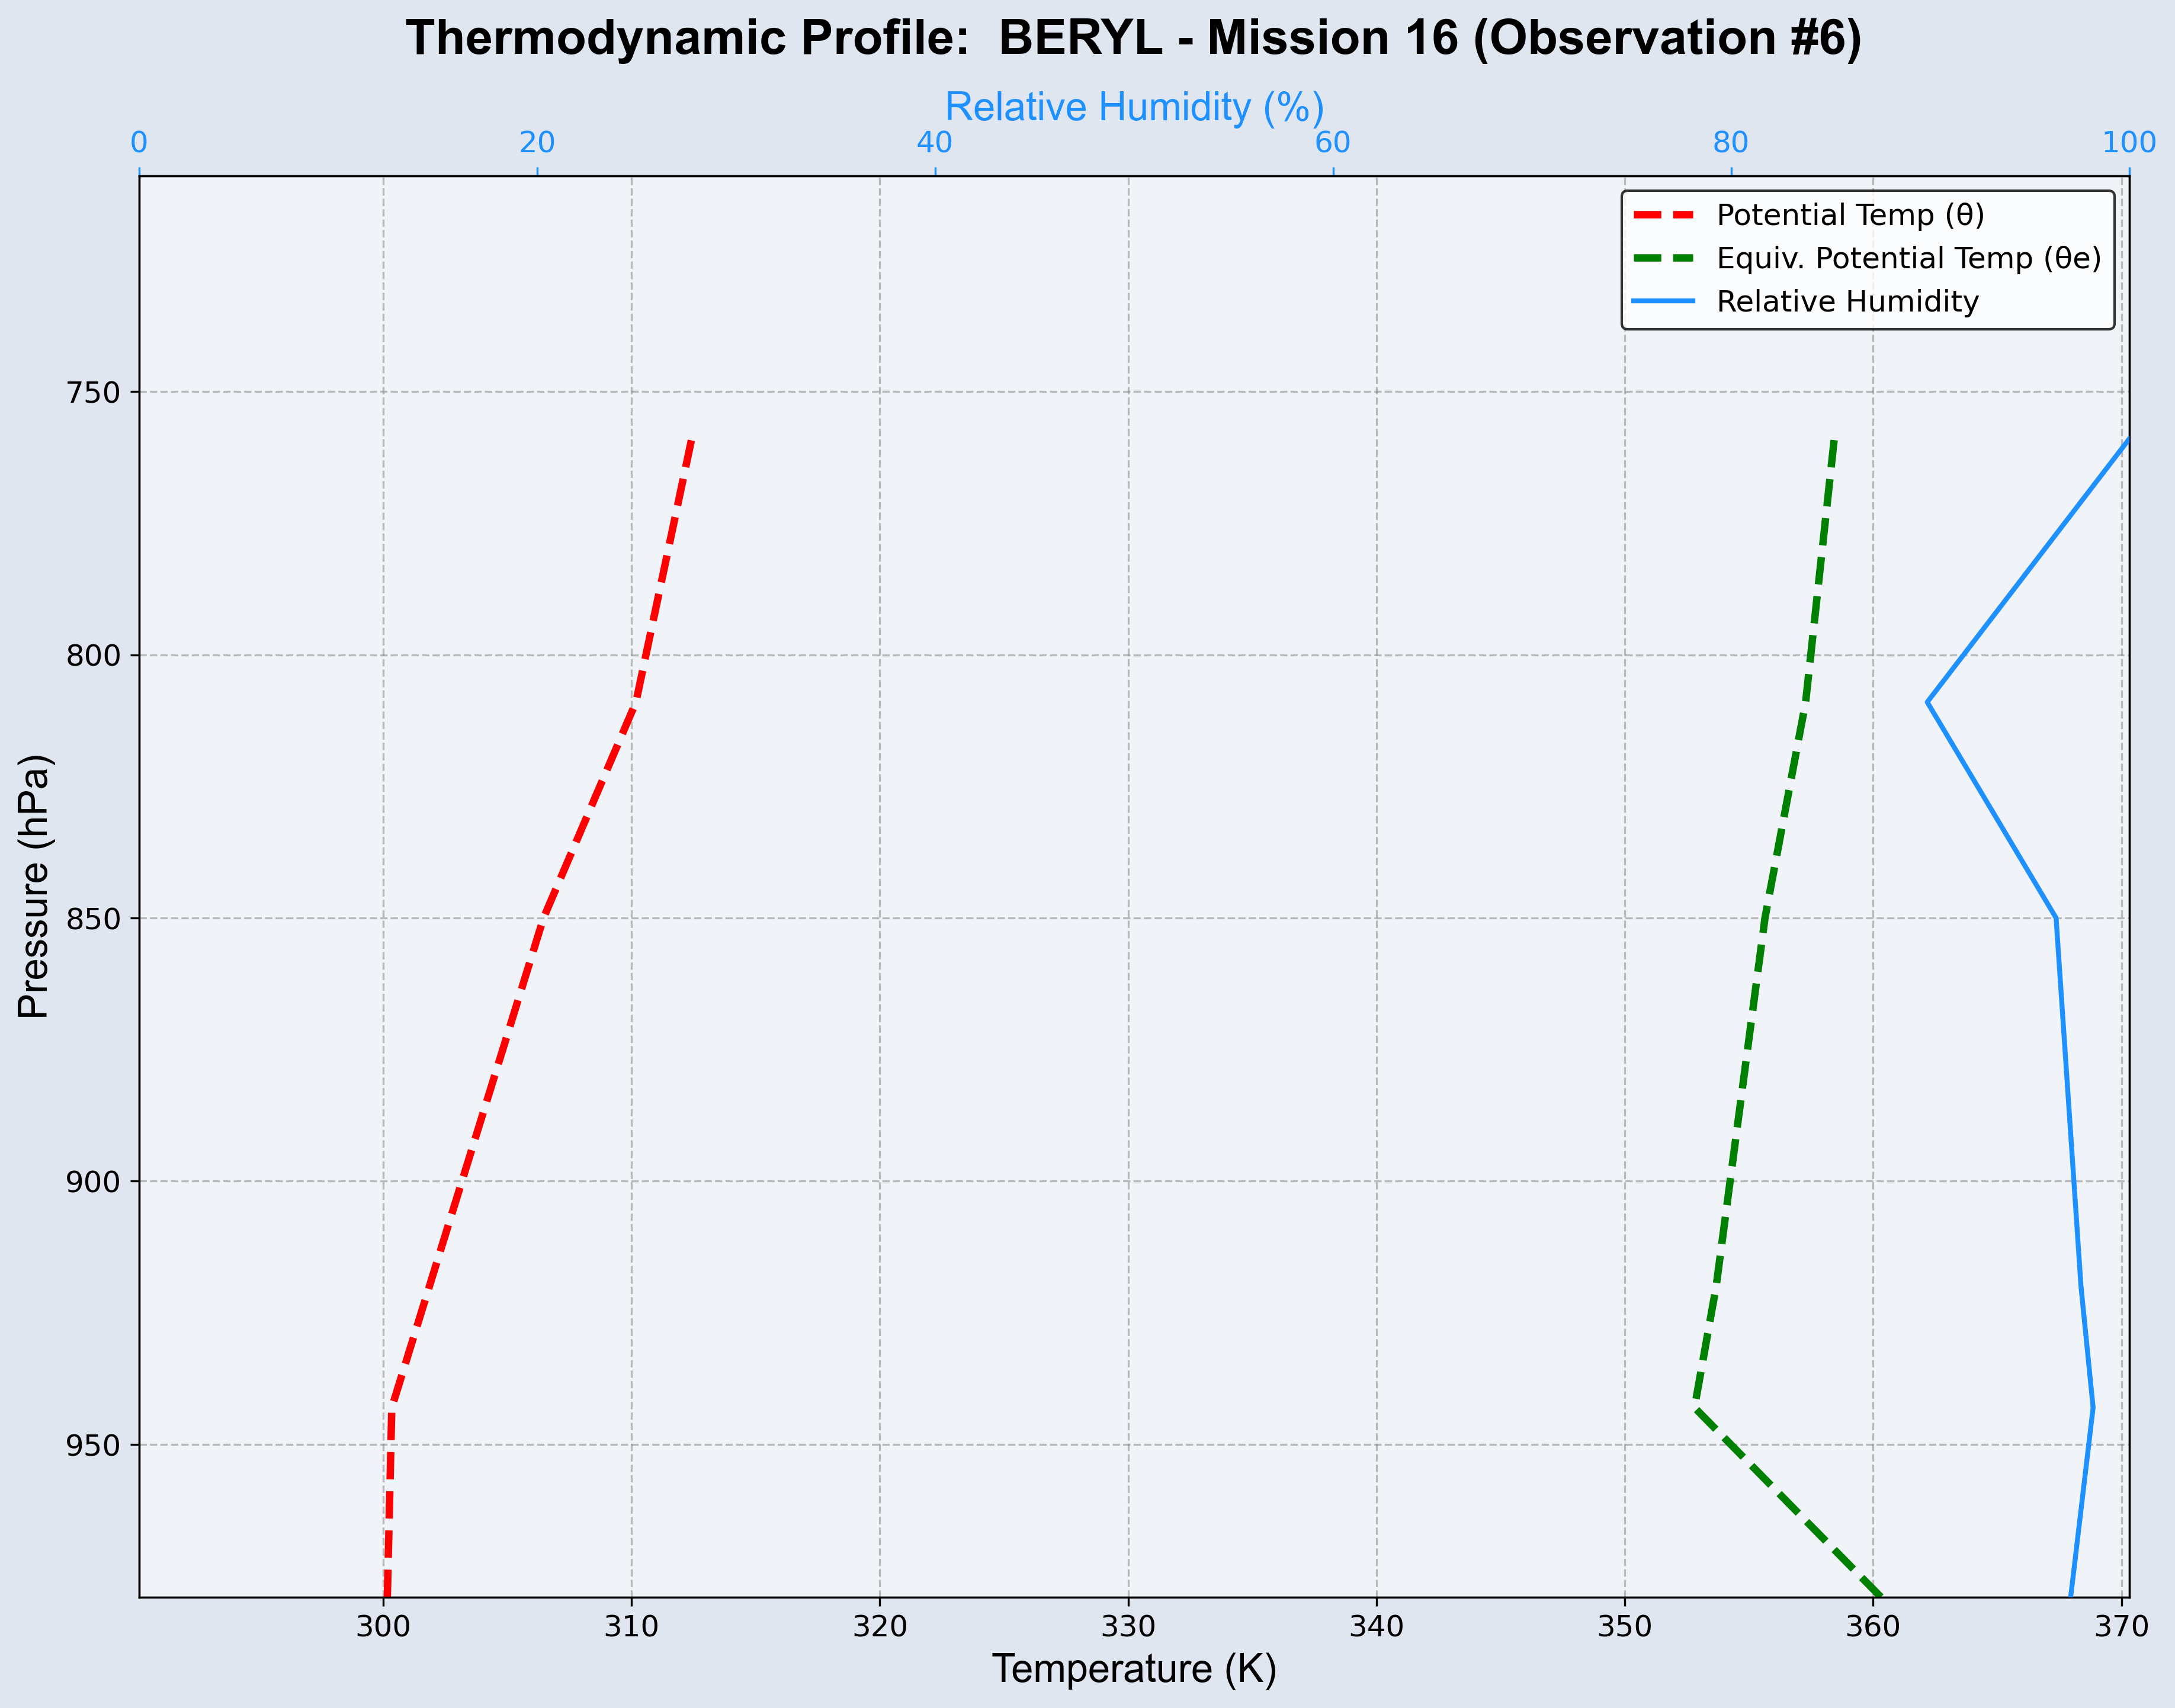 Thermodynamic Profile:  BERYL - Mission 16 (Observation #6)
Relative Humidity (%)
0 20 40 60 80 100
Potential Temp (θ)
Equiv. Potential Temp (θe)
Relative Humidity
750
800
850
900
950
Pressure (hPa)
300 310 320 330 340 350 360 370
Temperature (K)